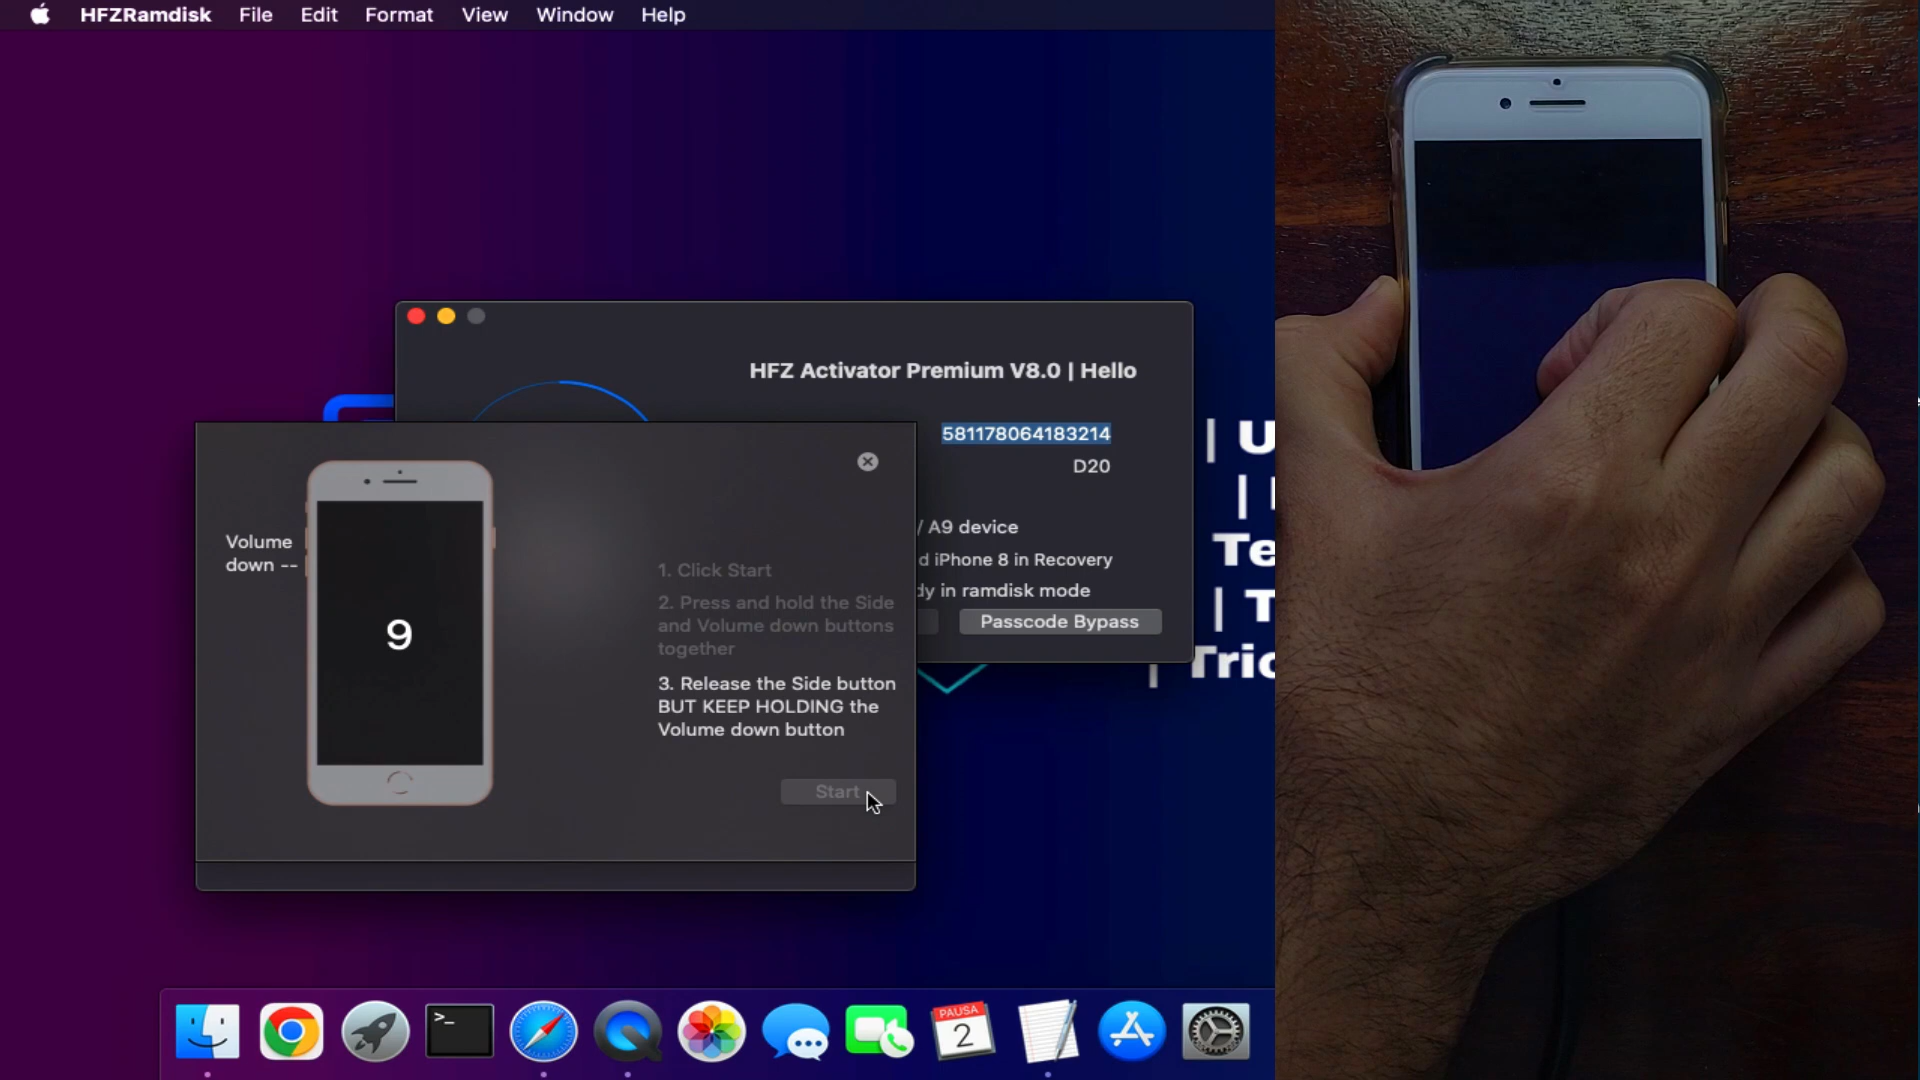 HFZRamdisk File Edit Format View Window Help
HFZ Activator Premium V8.0 | Hello
581178064183214
D20
/ A9 device
d iPhone 8 in Recovery
dy in ramdisk mode
Passcode Bypass
Volume
down --
9
1. Click Start
2. Press and hold the Side
and Volume down buttons
together
3. Release the Side button
BUT KEEP HOLDING the
Volume down button
Start
| U
|
Te
| T
| Tric
>_
PAUSA
2